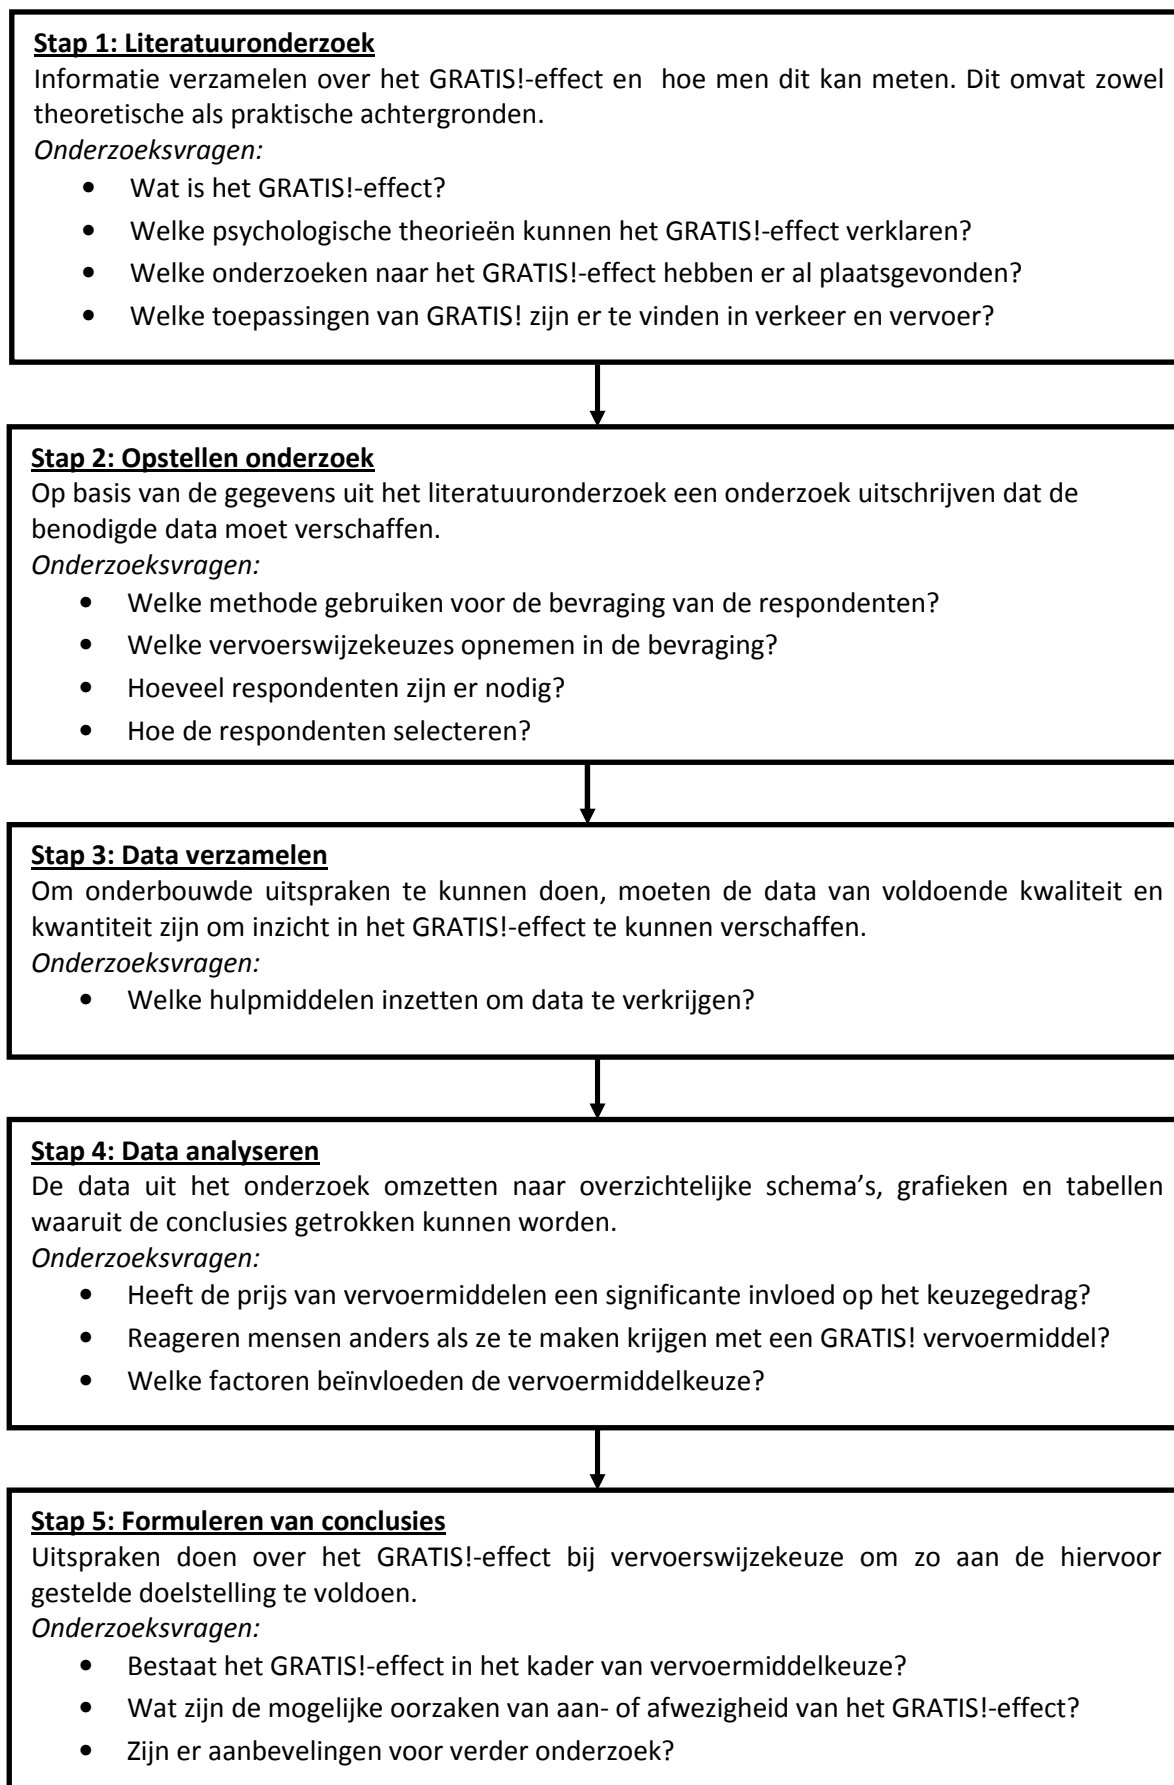 Stap 1: Literatuuronderzoek
Informatie verzamelen over het GRATIS!-effect en hoe men dit kan meten. Dit omvat zowel
theoretische als praktische achtergronden.
Onderzoeksvragen:
• Wat is het GRATIS!-effect?
• Welke psychologische theorieën kunnen het GRATIS!-effect verklaren?
• Welke onderzoeken naar het GRATIS!-effect hebben er al plaatsgevonden?
• Welke toepassingen van GRATIS! zijn er te vinden in verkeer en vervoer?
Stap 2: Opstellen onderzoek
Op basis van de gegevens uit het literatuuronderzoek een onderzoek uitschrijven dat de
benodigde data moet verschaffen.
Onderzoeksvragen:
• Welke methode gebruiken voor de bevraging van de respondenten?
• Welke vervoerswijzekeuzes opnemen in de bevraging?
• Hoeveel respondenten zijn er nodig?
• Hoe de respondenten selecteren?
Stap 3: Data verzamelen
Om onderbouwde uitspraken te kunnen doen, moeten de data van voldoende kwaliteit en
kwantiteit zijn om inzicht in het GRATIS!-effect te kunnen verschaffen.
Onderzoeksvragen:
• Welke hulpmiddelen inzetten om data te verkrijgen?
Stap 4: Data analyseren
De data uit het onderzoek omzetten naar overzichtelijke schema's, grafieken en tabellen
waaruit de conclusies getrokken kunnen worden.
Onderzoeksvragen:
• Heeft de prijs van vervoermiddelen een significante invloed op het keuzegedrag?
• Reageren mensen anders als ze te maken krijgen met een GRATIS! vervoermiddel?
• Welke factoren beïnvloeden de vervoermiddelkeuze?
Stap 5: Formuleren van conclusies
Uitspraken doen over het GRATIS!-effect bij vervoerswijzekeuze om zo aan de hiervoor
gestelde doelstelling te voldoen.
Onderzoeksvragen:
• Bestaat het GRATIS!-effect in het kader van vervoermiddelkeuze?
• Wat zijn de mogelijke oorzaken van aan- of afwezigheid van het GRATIS!-effect?
• Zijn er aanbevelingen voor verder onderzoek?